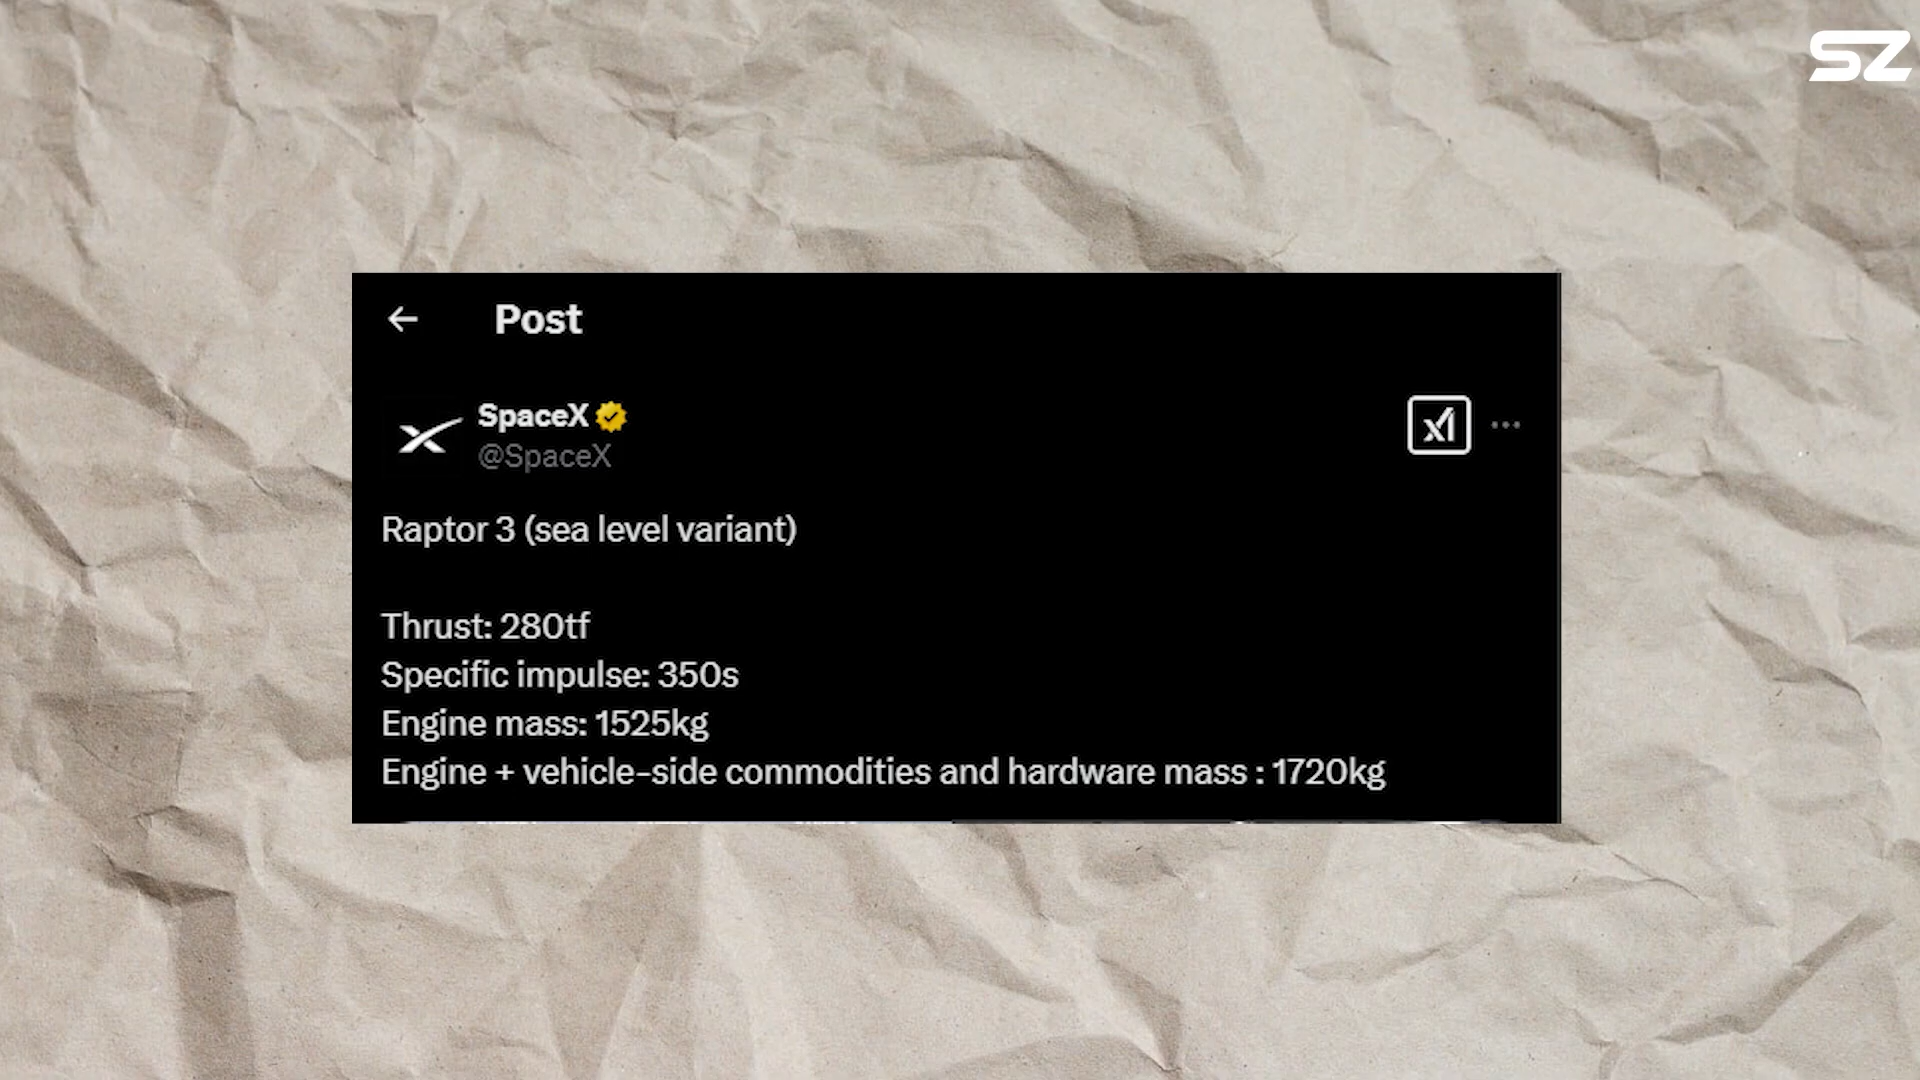 SZ
Post
SpaceX
@SpaceX
Raptor 3 (sea level variant)
Thrust: 280tf
Specific impulse: 350s
Engine mass: 1525kg
Engine + vehicle-side commodities and hardware mass : 1720kg